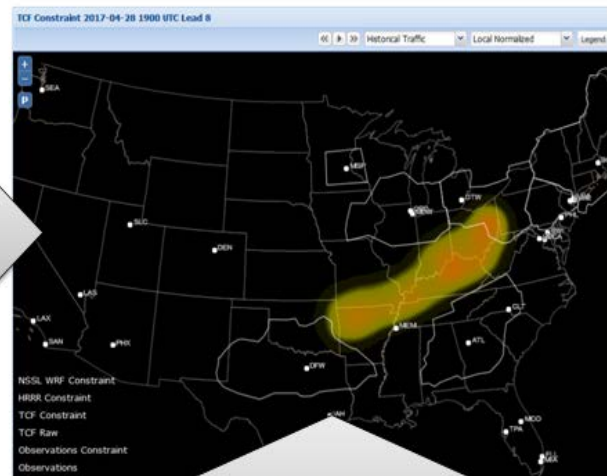 TCF Constraint 2017-04-28 1900 UTC Lead 8
Historical Traffic
Local Normalized
Legend
+
−
P
SEA
MSP
DTW
SLC
DEN
LAS
LAX
SAN
PHX
MEM
CLT
ATL
DFW
IAH
MCO
TPA
NSSL WRF Constraint
HRRR Constraint
TCF Constraint
TCF Raw
Observations Constraint
Observations